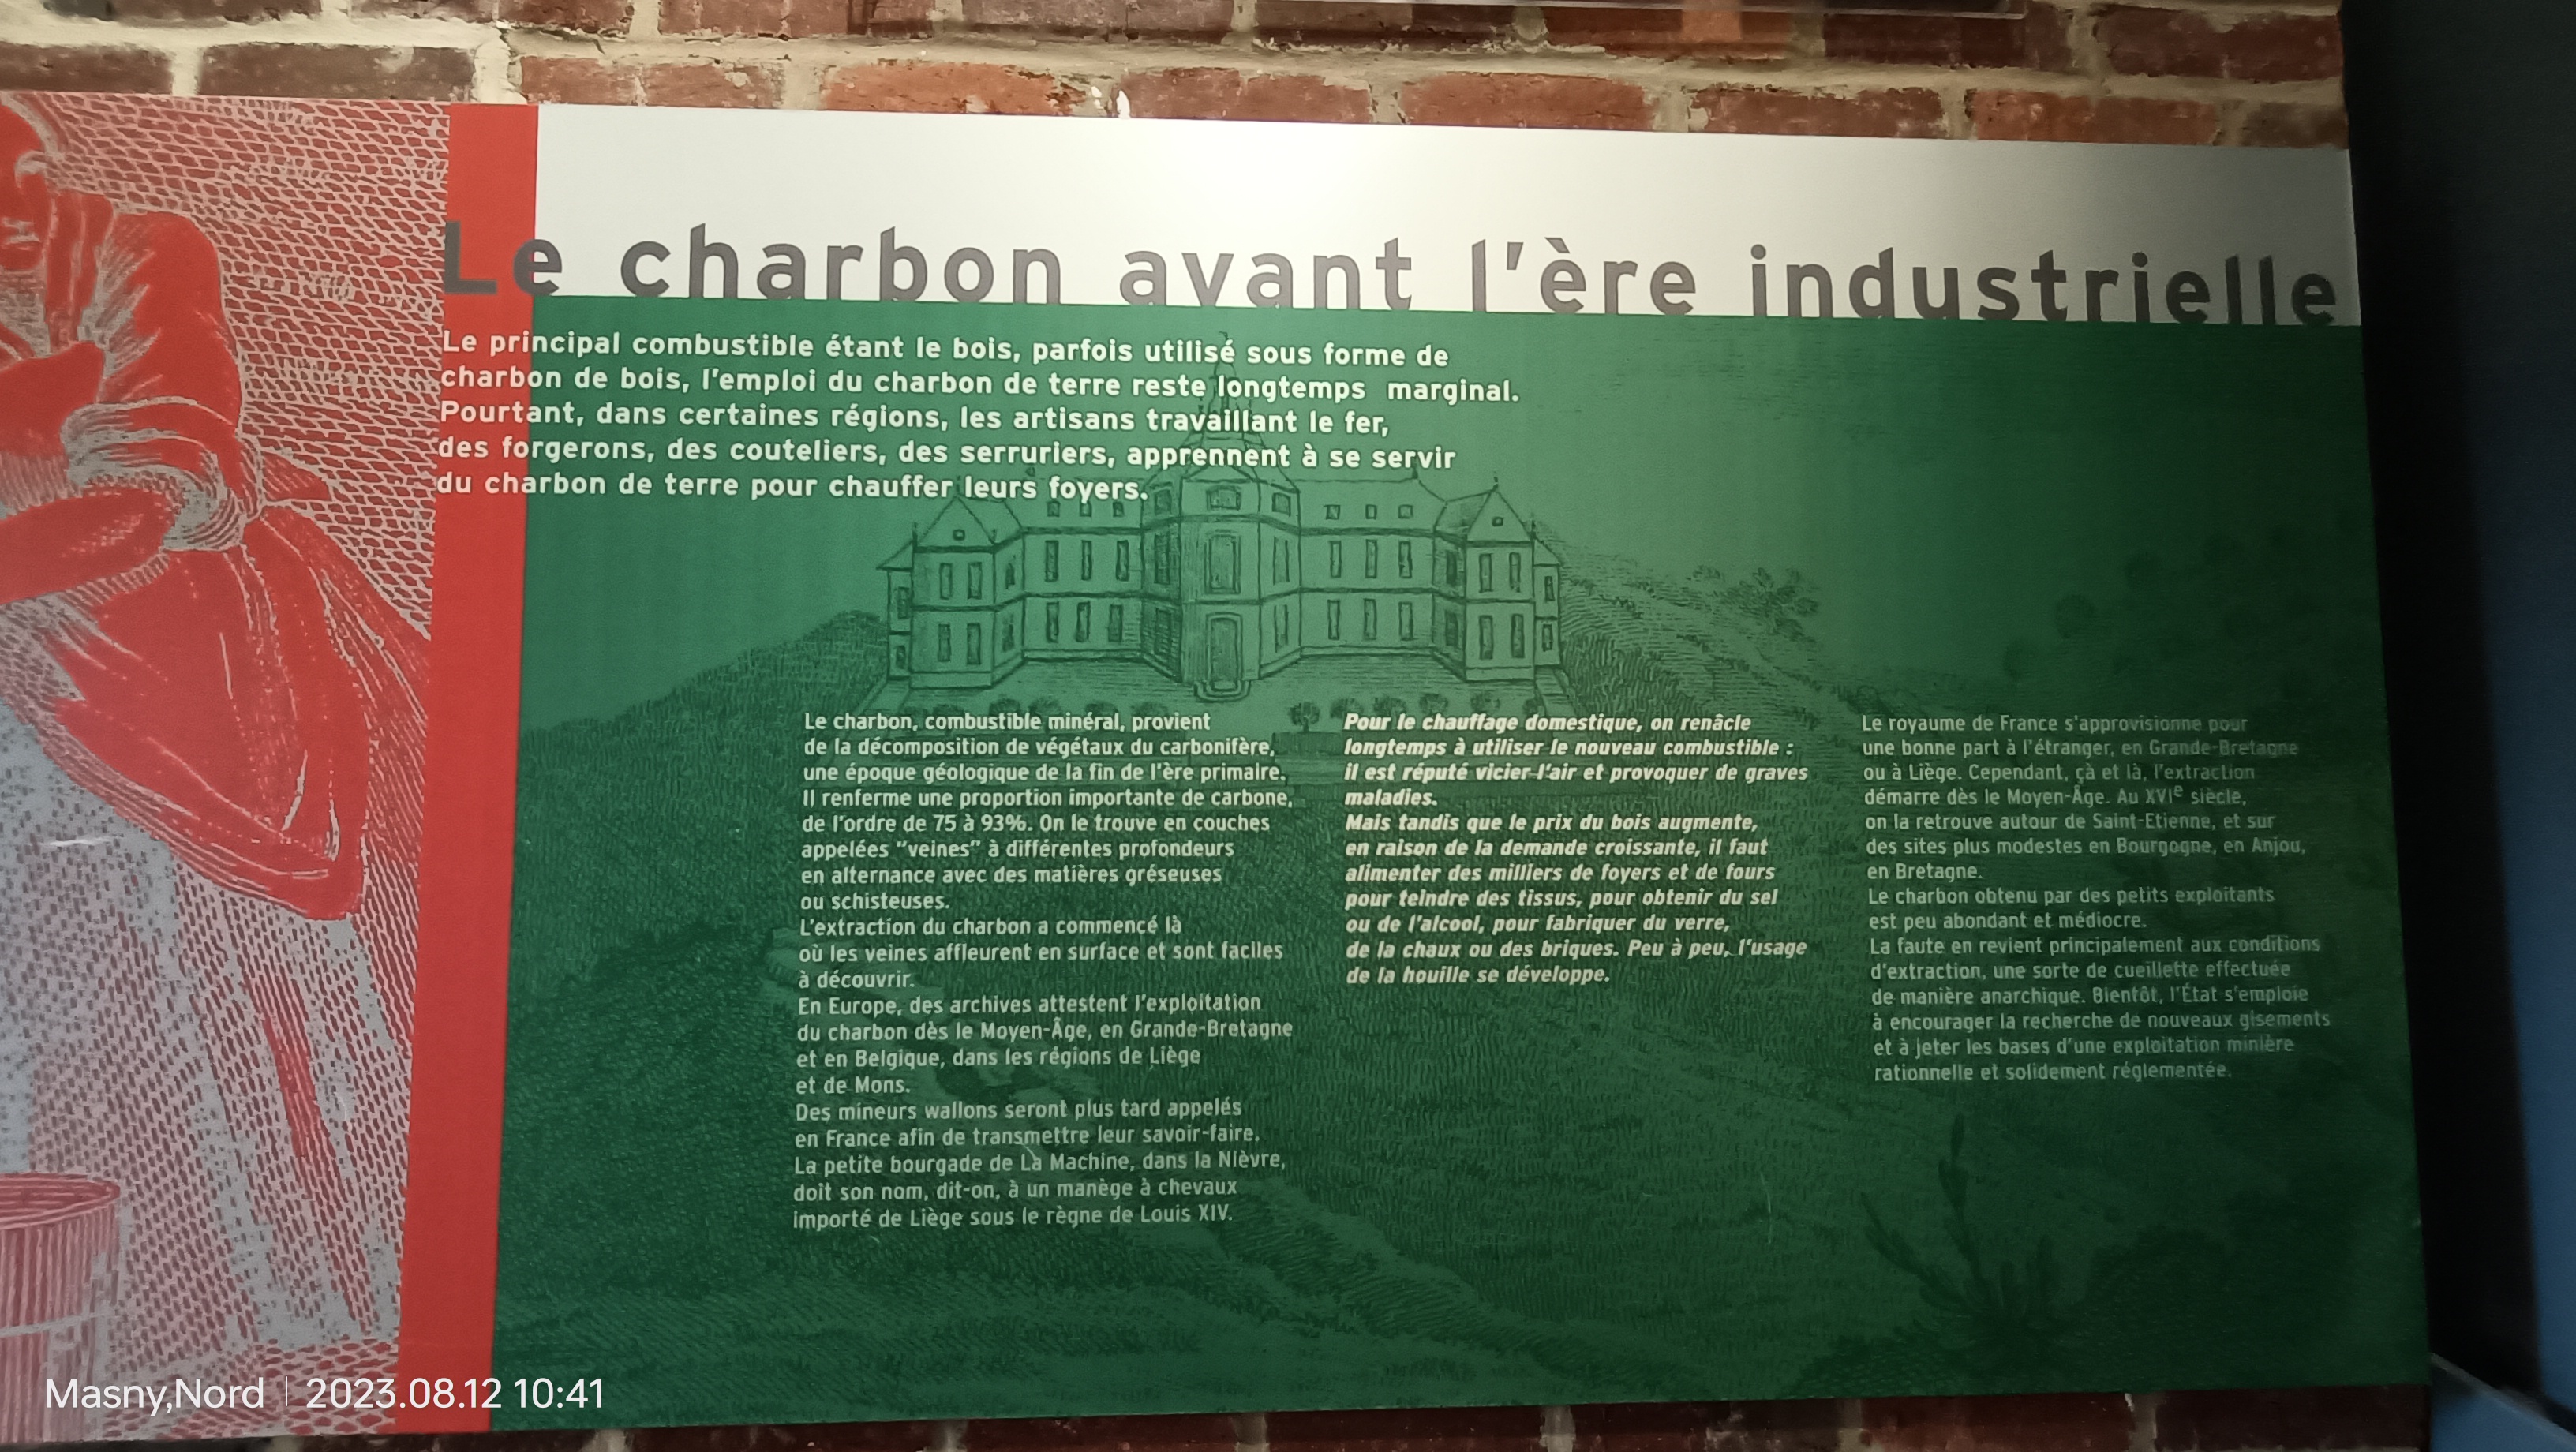 Le charbon avant l'ère industrielle
Le principal combustible étant le bois, parfois utilisé sous forme de
charbon de bois, l'emploi du charbon de terre reste longtemps marginal.
Pourtant, dans certaines régions, les artisans travaillant le fer,
des forgerons, des couteliers, des serruriers, apprennent à se servir
du charbon de terre pour chauffer leurs foyers.
Le charbon, combustible minéral, provient
de la décomposition de végétaux du carbonifère,
une époque géologique de la fin de l'ère primaire.
Il renferme une proportion importante de carbone,
de l'ordre de 75 à 93%. On le trouve en couches
appelées "veines" à différentes profondeurs
en alternance avec des matières gréseuses
ou schisteuses.
L'extraction du charbon a commencé là
où les veines affleurent en surface et sont faciles
à découvrir.
En Europe, des archives attestent l'exploitation
du charbon dès le Moyen-Âge, en Grande-Bretagne
et en Belgique, dans les régions de Liège
et de Mons.
Des mineurs wallons seront plus tard appelés
en France afin de transmettre leur savoir-faire.
La petite bourgade de La Machine, dans la Nièvre,
doit son nom, dit-on, à un manège à chevaux
importé de Liège sous le règne de Louis XIV.
Pour le chauffage domestique, on renâcle
longtemps à utiliser le nouveau combustible :
il est réputé vicier l'air et provoquer de graves
maladies.
Mais tandis que le prix du bois augmente,
en raison de la demande croissante, il faut
alimenter des milliers de foyers et de fours
pour teindre des tissus, pour obtenir du sel
ou de l'alcool, pour fabriquer du verre,
de la chaux ou des briques. Peu à peu, l'usage
de la houille se développe.
Le royaume de France s'approvisionne pour
une bonne part à l'étranger, en Grande-Bretagne
ou à Liège. Cependant, çà et là, l'extraction
démarre dès le Moyen-Âge. Au XVIe siècle,
on la retrouve autour de Saint-Etienne, et sur
des sites plus modestes en Bourgogne, en Anjou,
en Bretagne.
Le charbon obtenu par des petits exploitants
est peu abondant et médiocre.
La faute en revient principalement aux conditions
d'extraction, une sorte de cueillette effectuée
de manière anarchique. Bientôt, l'État s'emploie
à encourager la recherche de nouveaux gisements
et à jeter les bases d'une exploitation minière
rationnelle et solidement réglementée.
Masny,Nord | 2023.08.12 10:41